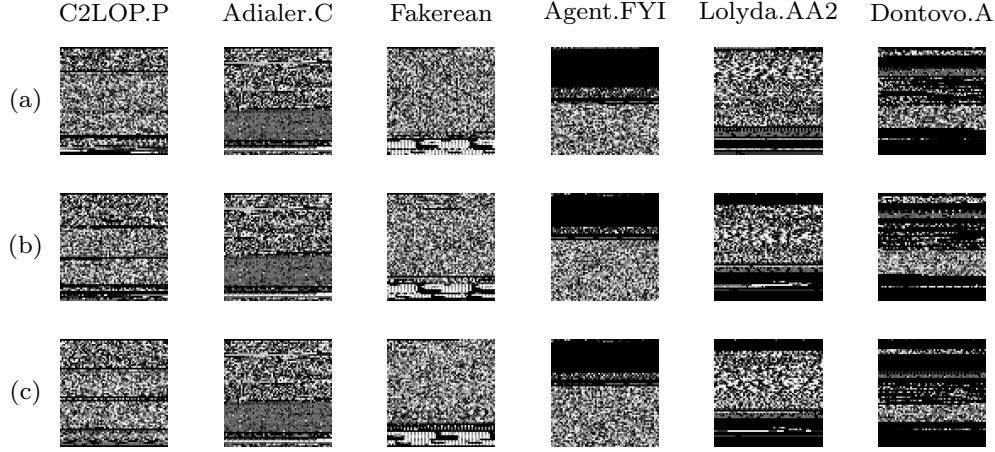 C2LOP.P Adialer.C Fakerean Agent.FYI Lolyda.AA2 Dontovo.A
(a)
(b)
(c)